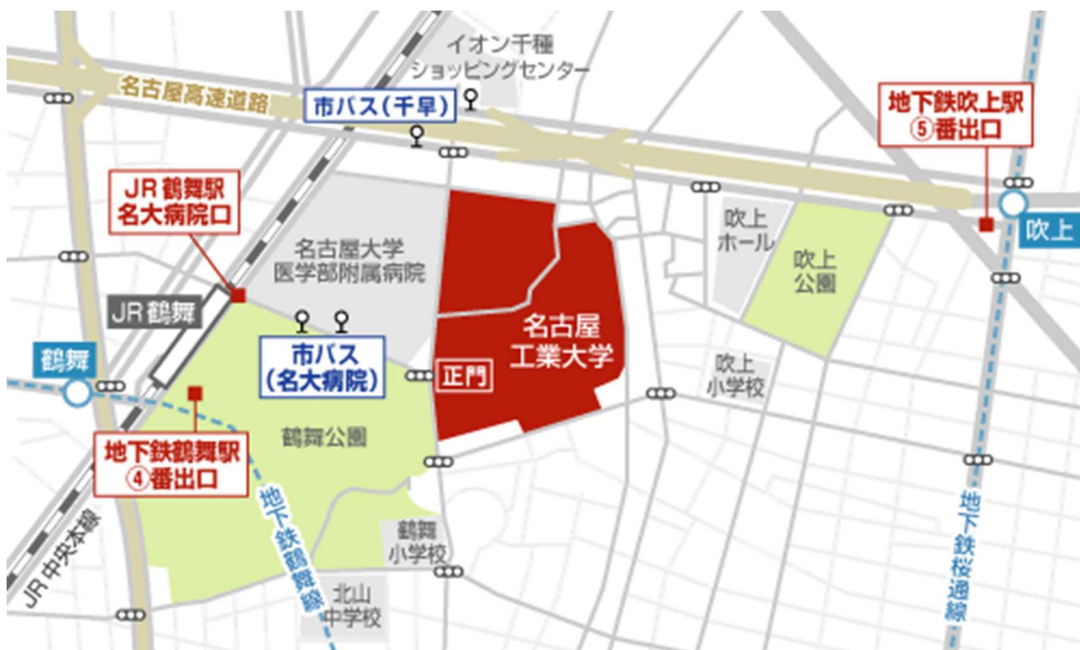 イオン千種
ショッピングセンター
名古屋高速道路
市バス(千早)
地下鉄吹上駅
⑤番出口
JR鶴舞駅
名大病院口
吹上
ホール
吹上
名古屋大学
医学部附属病院
吹上
公園
JR鶴舞
名古屋
工業大学
市バス
(名大病院)
鶴舞
正門
吹上
小学校
鶴舞公園
地下鉄鶴舞駅
④番出口
地下鉄鶴舞線
地下鉄桜通線
鶴舞
小学校
JR中央本線
北山
中学校